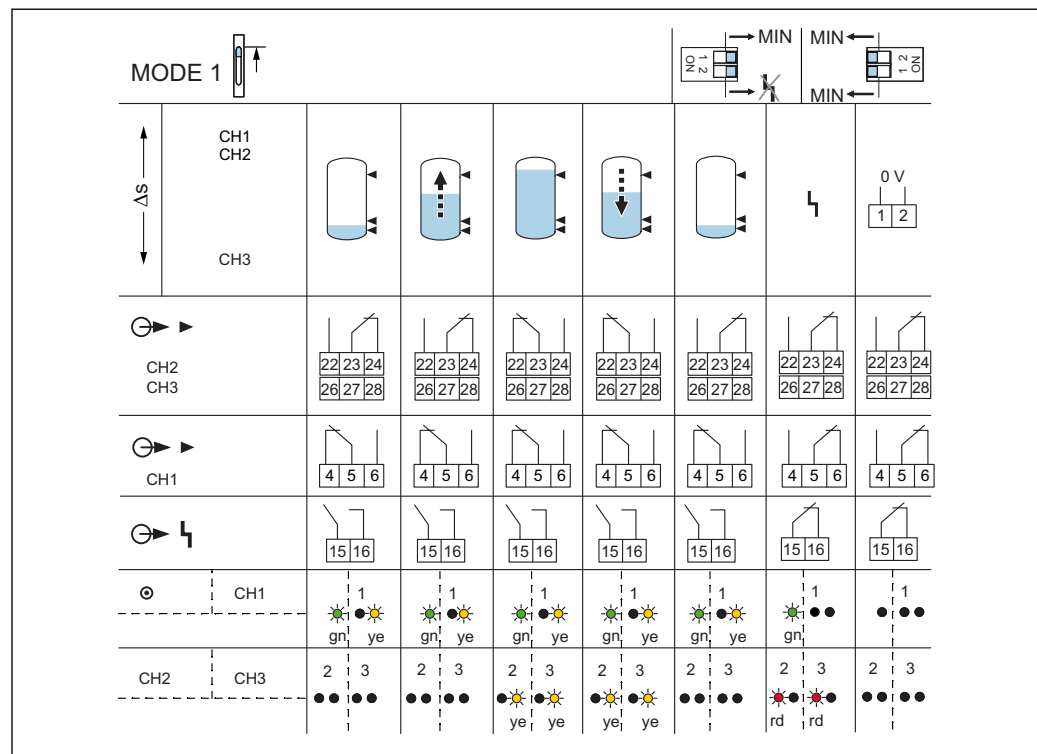 MODE 1
ON
1 2
MIN
MIN
MIN
1 2
ON
Δs
CH1
CH2
CH3
0 V
1 2
CH2
CH3
22 23 24 22 23 24 22 23 24 22 23 24 22 23 24 22 23 24 22 23 24
26 27 28 26 27 28 26 27 28 26 27 28 26 27 28 26 27 28 26 27 28
CH1
4 5 6 4 5 6 4 5 6 4 5 6 4 5 6 4 5 6 4 5 6
15 16 15 16 15 16 15 16 15 16 15 16 15 16
CH1 1 1 1 1 1 1 1
gn ye gn ye gn ye gn ye gn ye gn
CH2 CH3 2 3 2 3 2 3 2 3 2 3 2 3 2 3
ye ye ye ye rd rd